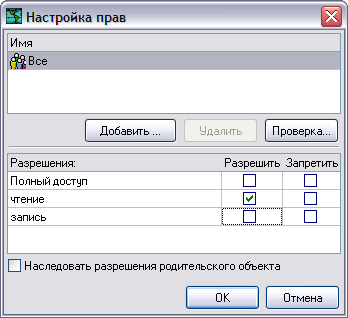 Настройка прав
Имя
Все
Добавить ... Удалить Проверка...
Разрешения: Разрешить Запретить
Полный доступ
чтение
запись
Наследовать разрешения родительского объекта
OK Отмена